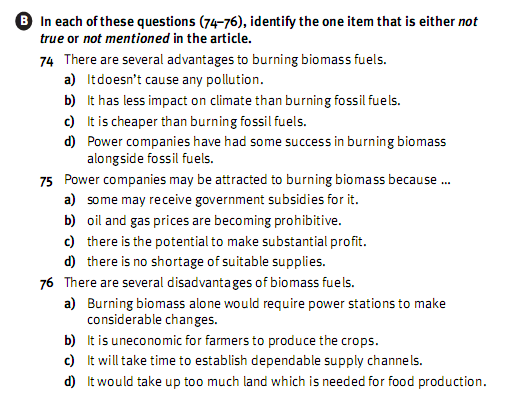 B In each of these questions (74–76), identify the one item that is either not
true or not mentioned in the article.
74 There are several advantages to burning biomass fuels.
a) It doesn't cause any pollution.
b) It has less impact on climate than burning fossil fuels.
c) It is cheaper than burning fossil fuels.
d) Power companies have had some success in burning biomass
alongside fossil fuels.
75 Power companies may be attracted to burning biomass because ...
a) some may receive government subsidies for it.
b) oil and gas prices are becoming prohibitive.
c) there is the potential to make substantial profit.
d) there is no shortage of suitable supplies.
76 There are several disadvantages of biomass fuels.
a) Burning biomass alone would require power stations to make
considerable changes.
b) It is uneconomic for farmers to produce the crops.
c) It will take time to establish dependable supply channels.
d) It would take up too much land which is needed for food production.